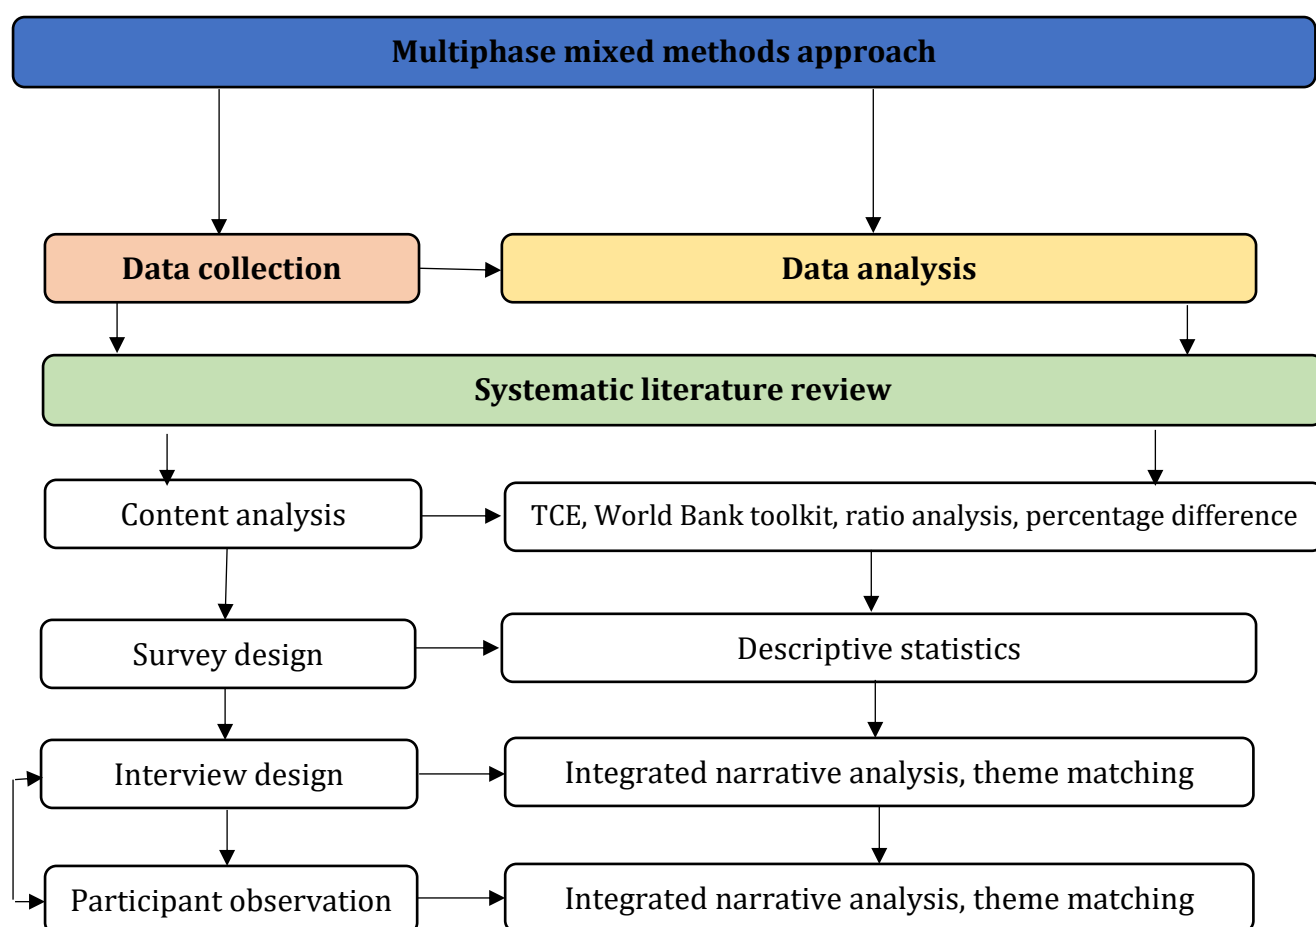 Multiphase mixed methods approach
Data collection
Data analysis
Systematic literature review
Content analysis
TCE, World Bank toolkit, ratio analysis, percentage difference
Survey design
Descriptive statistics
Interview design
Integrated narrative analysis, theme matching
Participant observation
Integrated narrative analysis, theme matching